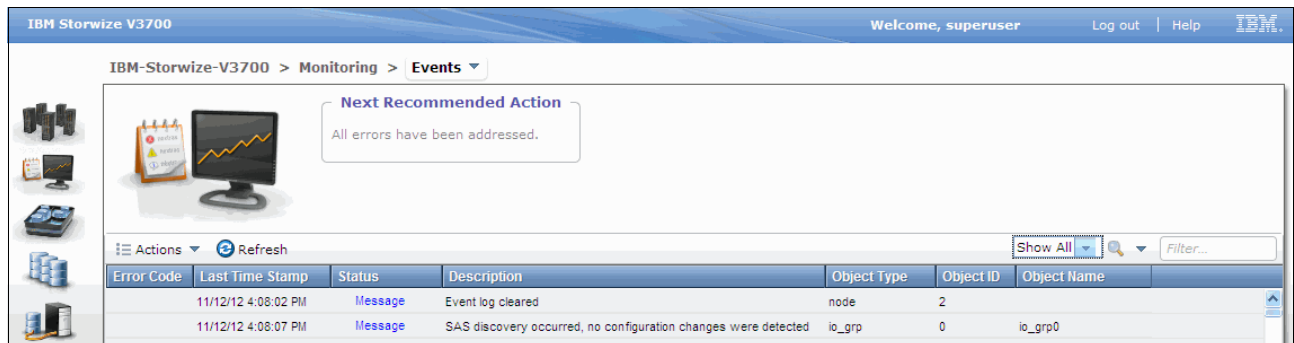 IBM Storwize V3700 Welcome, superuser Log out | Help IBM.
IBM-Storwize-V3700 > Monitoring > Events
Next Recommended Action
All errors have been addressed.
Actions Refresh Show All Filter...
Error Code Last Time Stamp Status Description Object Type Object ID Object Name
11/12/12 4:08:02 PM Message Event log cleared node 2
11/12/12 4:08:07 PM Message SAS discovery occurred, no configuration changes were detected io_grp 0 io_grp0